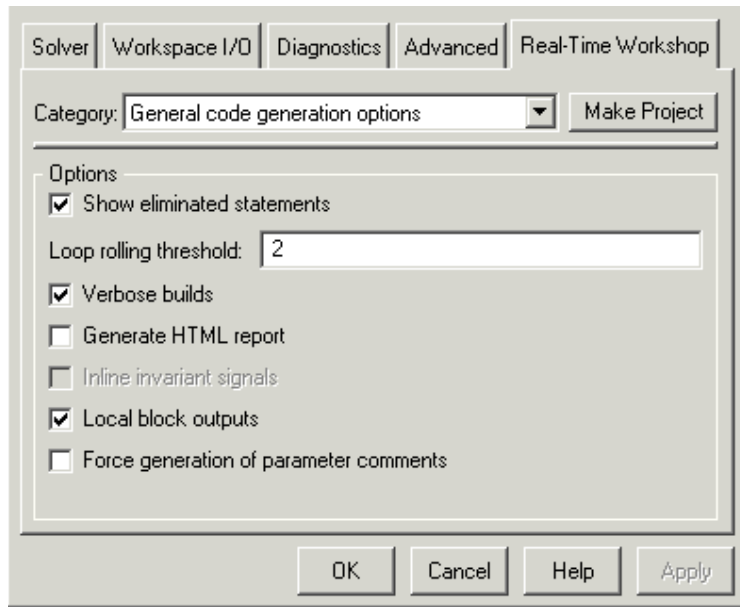 Solver Workspace I/O Diagnostics Advanced Real-Time Workshop
Category: General code generation options Make Project
Options
Show eliminated statements
Loop rolling threshold: 2
Verbose builds
Generate HTML report
Inline invariant signals
Local block outputs
Force generation of parameter comments
OK Cancel Help Apply